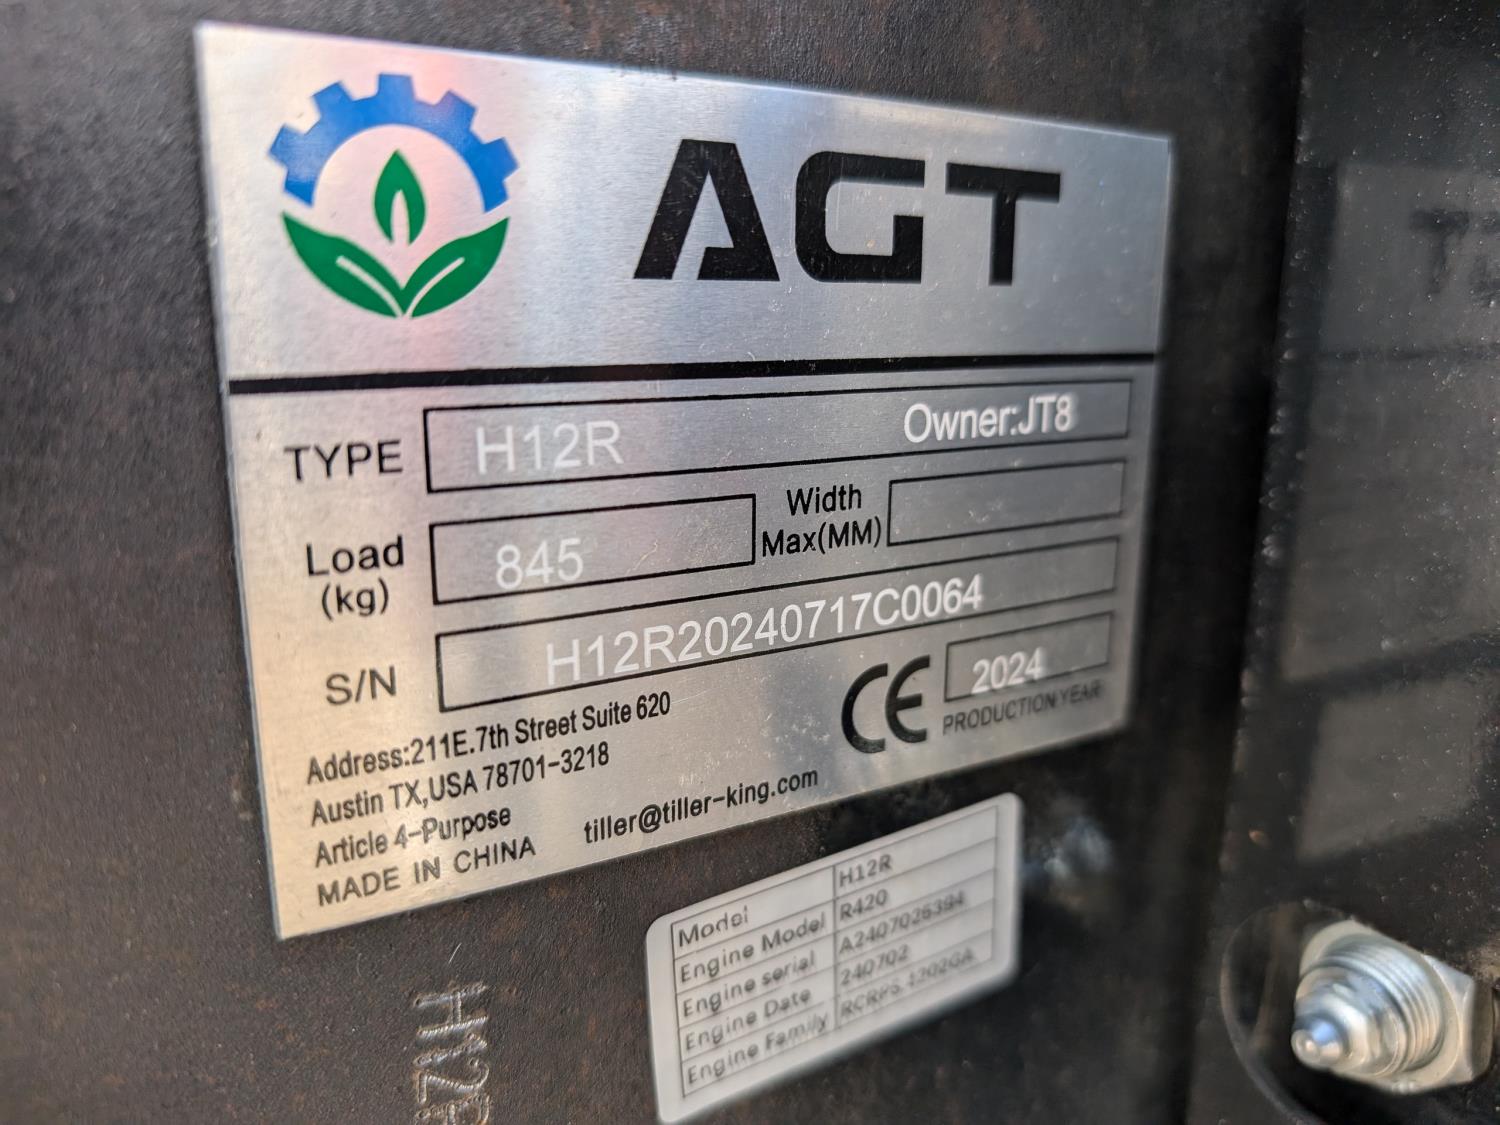 AGT
TYPE H12R Owner:JT8
Load (kg) 845 Width Max(MM)
S/N H12R20240717C0064
CE 2024
PRODUCTION YEAR
Address:211E.7th Street Suite 620
Austin TX,USA 78701-3218
Article 4-Purpose
MADE IN CHINA
tiller@tiller-king.com
Model H12R
Engine Model R420
Engine serial A2407025394
Engine Date 240702
Engine Family
H12